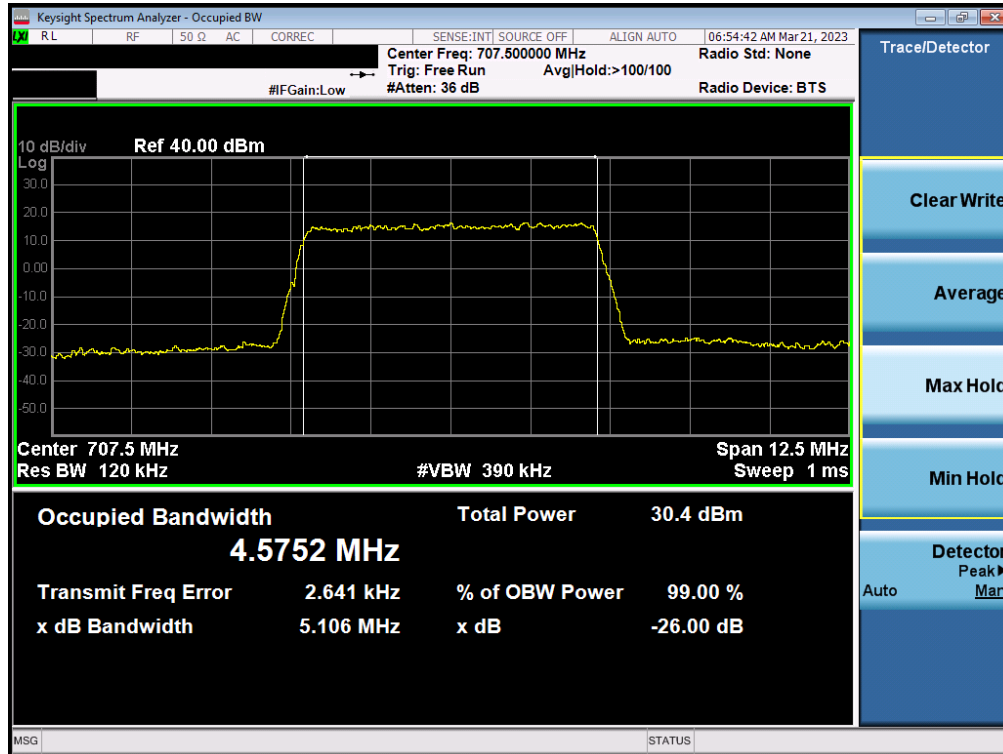 Keysight Spectrum Analyzer - Occupied BW
LXI RL RF 50 Ω AC CORREC SENSE:INT SOURCE OFF ALIGN AUTO 06:54:42 AM Mar 21, 2023
Center Freq: 707.500000 MHz Radio Std: None
Trig: Free Run Avg|Hold:>100/100
#IFGain:Low #Atten: 36 dB Radio Device: BTS
Trace/Detector
10 dB/div Ref 40.00 dBm
Log
30.0
20.0
10.0
0.00
-10.0
-20.0
-30.0
-40.0
-50.0
Center 707.5 MHz Span 12.5 MHz
Res BW 120 kHz #VBW 390 kHz Sweep 1 ms
Occupied Bandwidth Total Power 30.4 dBm
4.5752 MHz
Transmit Freq Error 2.641 kHz % of OBW Power 99.00 %
x dB Bandwidth 5.106 MHz x dB -26.00 dB
Clear Write
Average
Max Hold
Min Hold
Detector
Peak▶
Auto Man
MSG STATUS